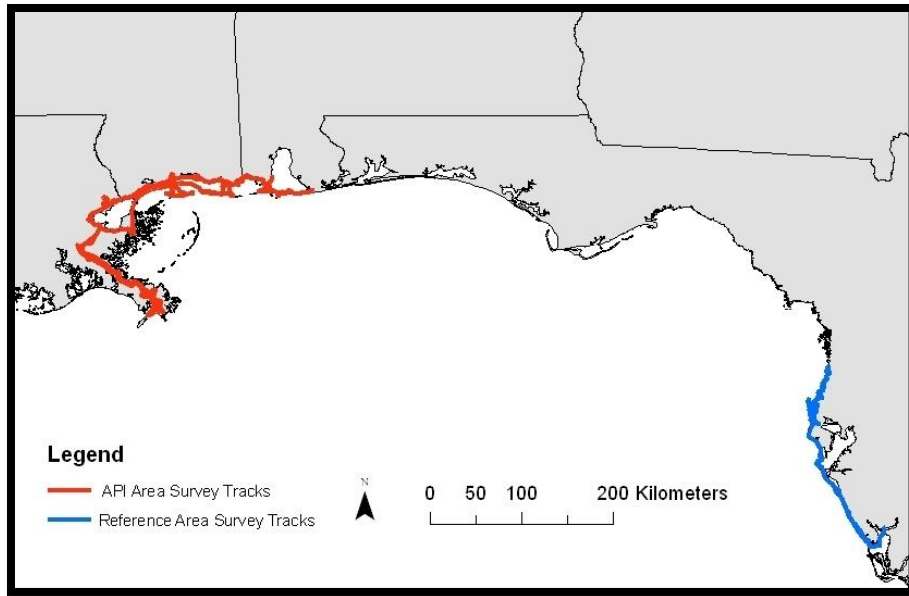 Legend
API Area Survey Tracks
Reference Area Survey Tracks
N
0 50 100 200 Kilometers